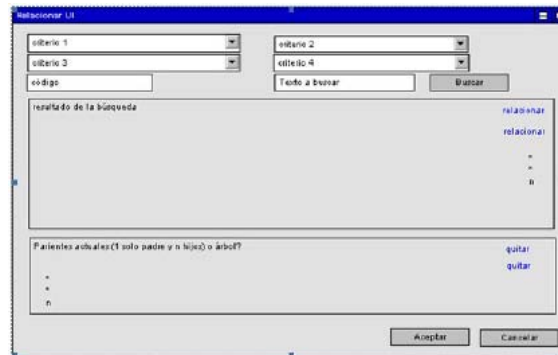 Relacionar UI
criterio 1
criterio 2
criterio 3
criterio 4
código
Texto a buscar
Buscar
resultado de la búsqueda
relacionar
relacionar
n
Parientes actuales (1 solo padre y n hijos) o árbol?
quitar
quitar
n
Aceptar
Cancelar